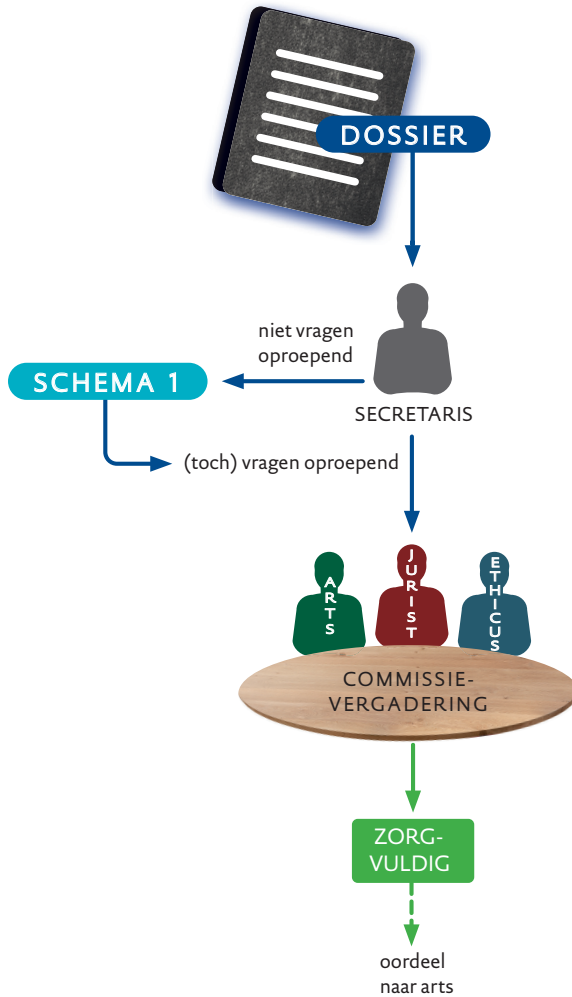 DOSSIER
niet vragen
oproepend
SCHEMA 1
SECRETARIS
(toch) vragen oproepend
ARTS
JURIST
ETHICUS
COMMISSIE-
VERGADERING
ZORG-
VULDIG
oordeel
naar arts